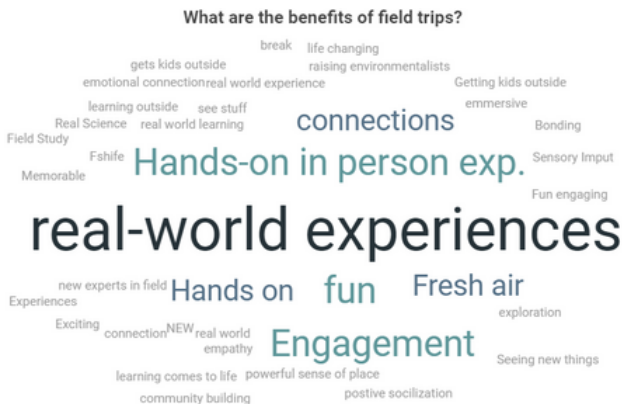 What are the benefits of field trips?
break
life changing
gets kids outside
raising environmentalists
emotional connection
real world experience
Getting kids outside
learning outside
see stuff
emmersive
Real Science
real world learning
connections
Bonding
Field Study
Fshife
Hands-on in person exp.
Sensory Imput
Memorable
Fun engaging
real-world experiences
new experts in field
Hands on
fun
Fresh air
Experiences
exploration
Exciting
connection
NEW
real world
empathy
Engagement
Seeing new things
learning comes to life
powerful sense of place
community building
postive socilization